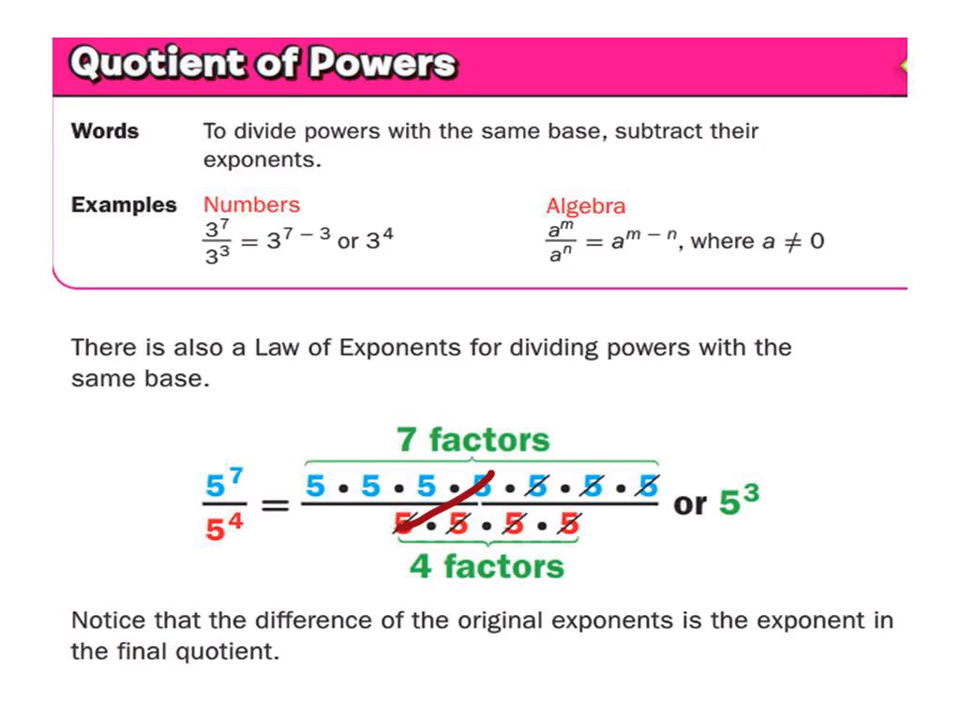 Quotient of Powers
Words To divide powers with the same base, subtract their
exponents.
Examples Numbers Algebra
3⁷/3³ = 3⁷ ⁻ ³ or 3⁴ aᵐ/aⁿ = aᵐ ⁻ ⁿ, where a ≠ 0
There is also a Law of Exponents for dividing powers with the
same base.
7 factors
5⁷/5⁴ = 5 • 5 • 5 • 5 • 5 • 5 • 5/5 • 5 • 5 • 5 or 5³
4 factors
Notice that the difference of the original exponents is the exponent in
the final quotient.